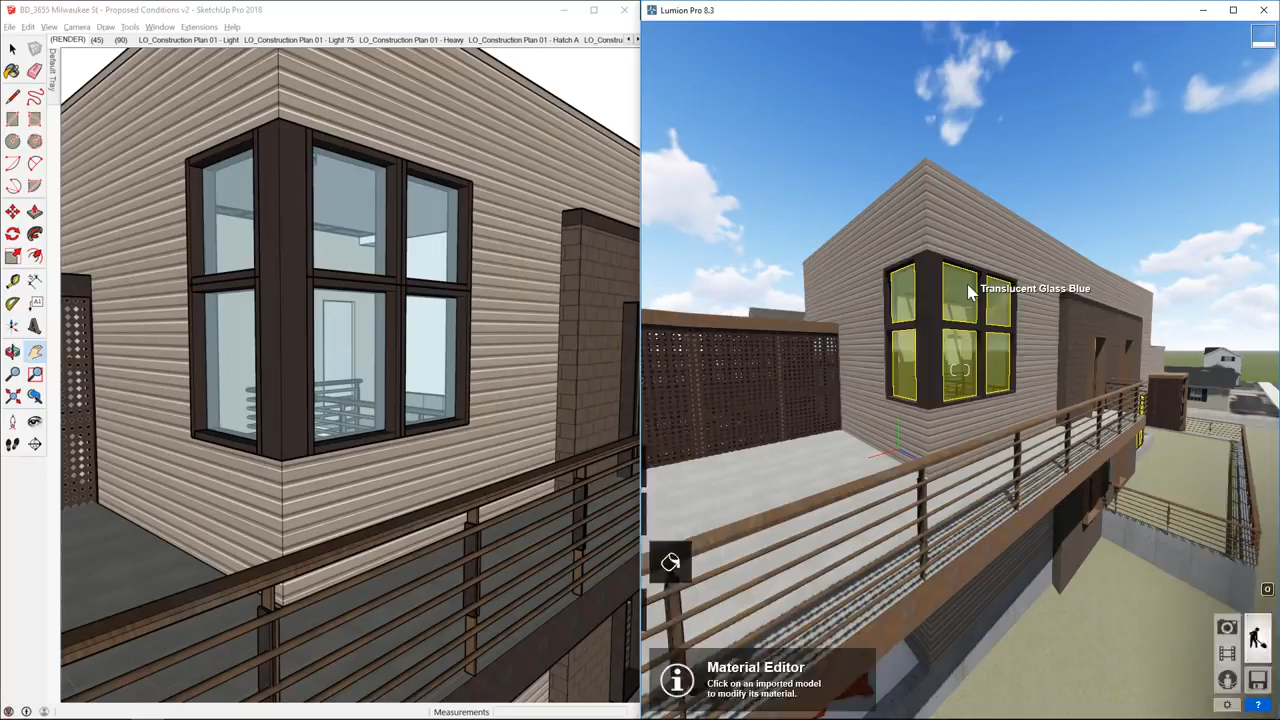 BD_3655 Milwaukee St - Proposed Conditions v2 - SketchUp Pro 2018
File Edit View Camera Draw Tools Window Extensions Help
(RENDER) (45) (90) LO_Construction Plan 01 - Light LO_Construction Plan 01 - Light 75 LO_Construction Plan 01 - Heavy LO_Construction Plan 01 - Hatch A LO_Constru
Default Tray
A1
Measurements
Lumion Pro 8.3
Translucent Glass Blue
Material Editor
Click on an imported model
to modify its material.
?